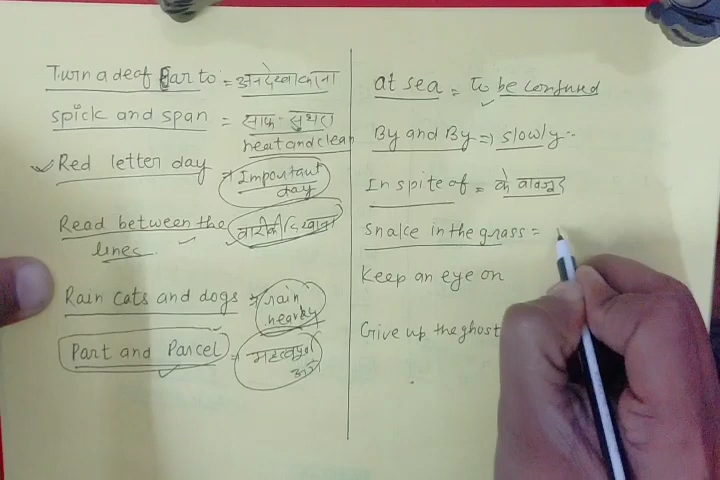 Turn a deaf Ear to = अनदेखा करना
spick and span = साफ-सुथरा
neat and clean
Red letter day = Important day
Read between the lines. बारीकी
Rain cats and dogs = rain heavily
Part and Parcel = महत्वपूर्ण अंग
at sea = to be confused
By and By => slowly
In spite of = के बावजूद
Snake in the grass =
Keep an eye on
Give up the ghost